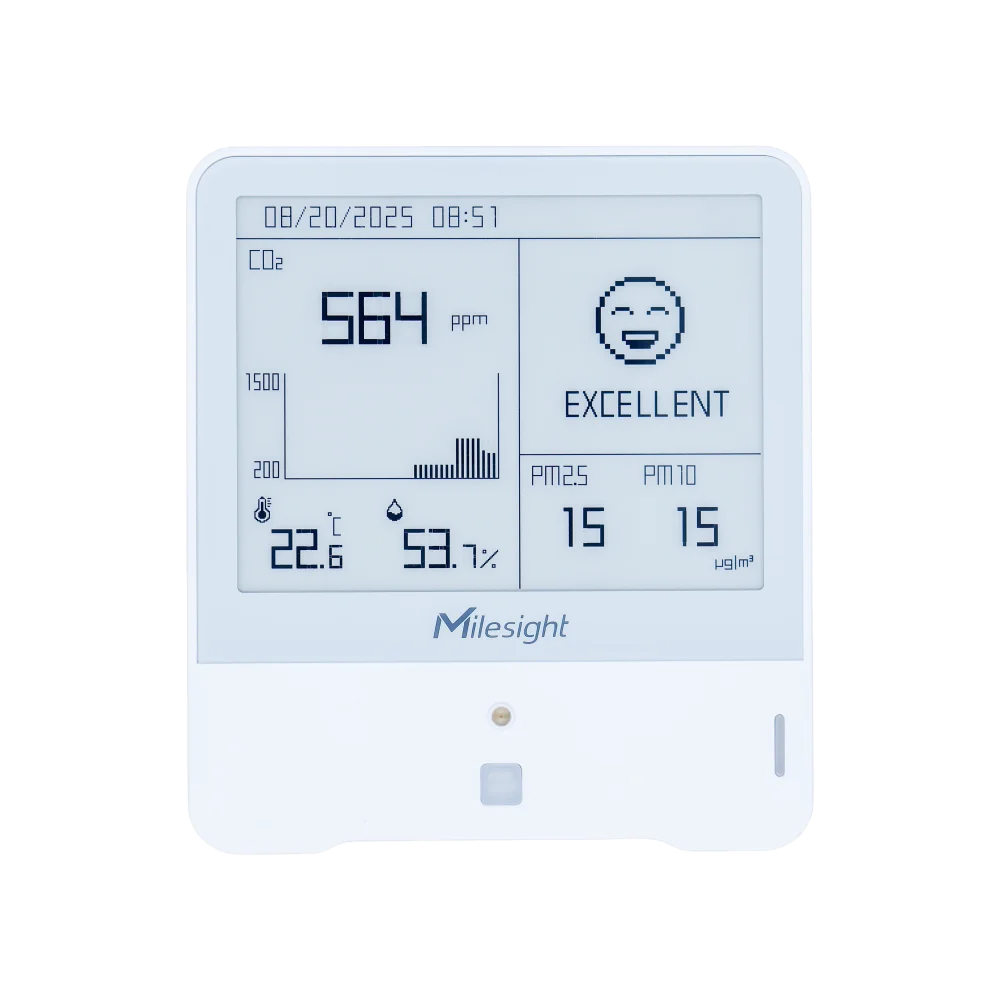 08/20/2025 08:51
CO₂
564 ppm
1500
200
°C
22.6
53.7%
EXCELLENT
PM2.5 PM10
15 15
µg/m³
Milesight